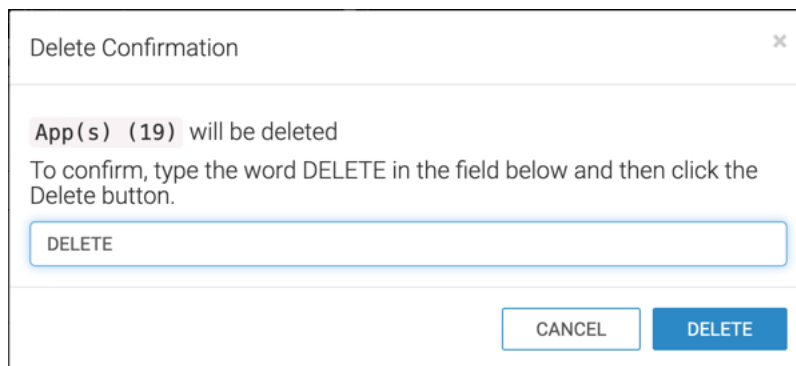 Delete Confirmation
×
App(s) (19) will be deleted
To confirm, type the word DELETE in the field below and then click the
Delete button.
DELETE
CANCEL DELETE